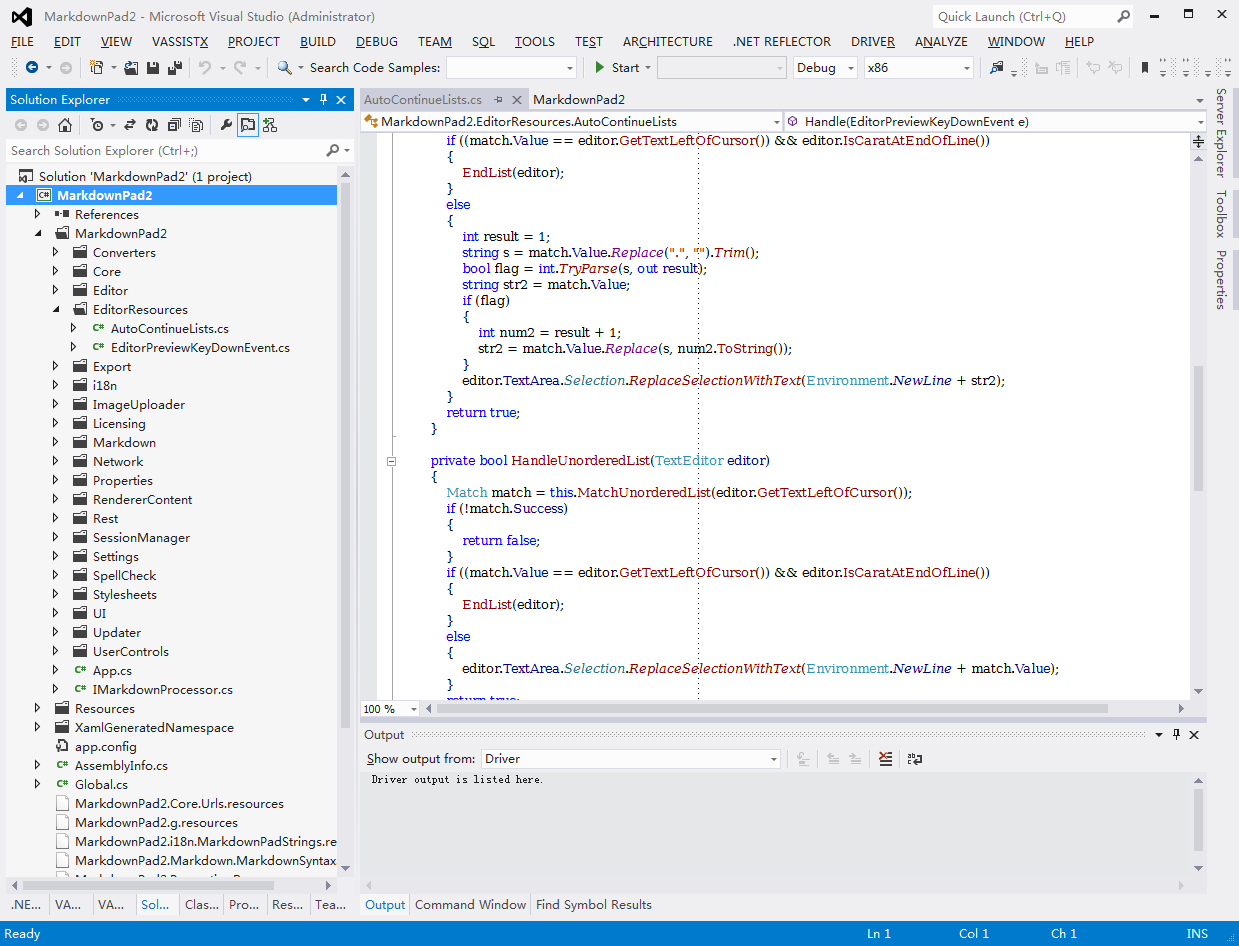 MarkdownPad2 - Microsoft Visual Studio (Administrator)
Quick Launch (Ctrl+Q)
FILE EDIT VIEW VASSISTX PROJECT BUILD DEBUG TEAM SQL TOOLS TEST ARCHITECTURE .NET REFLECTOR DRIVER ANALYZE WINDOW HELP
Search Code Samples: Start Debug x86
Solution Explorer
Search Solution Explorer (Ctrl+;)
Solution 'MarkdownPad2' (1 project)
MarkdownPad2
References
MarkdownPad2
Converters
Core
Editor
EditorResources
AutoContinueLists.cs
EditorPreviewKeyDownEvent.cs
Export
i18n
ImageUploader
Licensing
Markdown
Network
Properties
RendererContent
Rest
SessionManager
Settings
SpellCheck
Stylesheets
UI
Updater
UserControls
App.cs
IMarkdownProcessor.cs
Resources
XamlGeneratedNamespace
app.config
AssemblyInfo.cs
Global.cs
MarkdownPad2.Core.Urls.resources
MarkdownPad2.g.resources
MarkdownPad2.i18n.MarkdownPadStrings.re
MarkdownPad2.Markdown.MarkdownSyntax
.NE... VA... VA... Sol... Clas... Pro... Res... Tea...
AutoContinueLists.cs MarkdownPad2
MarkdownPad2.EditorResources.AutoContinueLists Handle(EditorPreviewKeyDownEvent e)
if ((match.Value == editor.GetTextLeftOfCursor()) && editor.IsCaratAtEndOfLine())
{
EndList(editor);
}
else
{
int result = 1;
string s = match.Value.Replace(".", "").Trim();
bool flag = int.TryParse(s, out result);
string str2 = match.Value;
if (flag)
{
int num2 = result + 1;
str2 = match.Value.Replace(s, num2.ToString());
}
editor.TextArea.Selection.ReplaceSelectionWithText(Environment.NewLine + str2);
}
return true;
}
private bool HandleUnorderedList(TextEditor editor)
{
Match match = this.MatchUnorderedList(editor.GetTextLeftOfCursor());
if (!match.Success)
{
return false;
}
if ((match.Value == editor.GetTextLeftOfCursor()) && editor.IsCaratAtEndOfLine())
{
EndList(editor);
}
else
{
editor.TextArea.Selection.ReplaceSelectionWithText(Environment.NewLine + match.Value);
}
return true;
100 %
Output
Show output from: Driver
Driver output is listed here.
Output Command Window Find Symbol Results
Server Explorer
Toolbox
Properties
Ready Ln 1 Col 1 Ch 1 INS